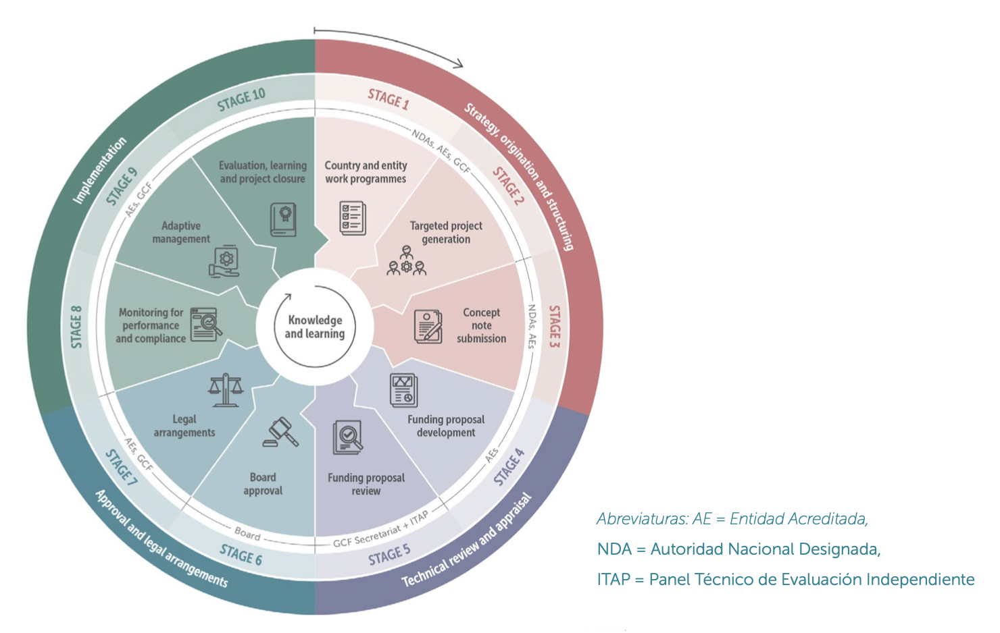 Strategy, origination and structuring
STAGE 1
NDAs, AEs, GCF
Country and entity
work programmes
STAGE 2
Targeted project
generation
STAGE 3
NDAs, AEs
Concept
note
submission
Technical review and appraisal
STAGE 4
AEs
Funding proposal
development
STAGE 5
GCF Secretariat + ITAP
Funding proposal
review
Approval and legal arrangements
STAGE 6
Board
Board
approval
STAGE 7
AEs, GCF
Legal
arrangements
Implementation
STAGE 8
Monitoring for
performance
and compliance
STAGE 9
AEs, GCF
Adaptive
management
STAGE 10
Evaluation, learning
and project closure
Knowledge
and learning
Abreviaturas: AE = Entidad Acreditada,
NDA = Autoridad Nacional Designada,
ITAP = Panel Técnico de Evaluación Independiente